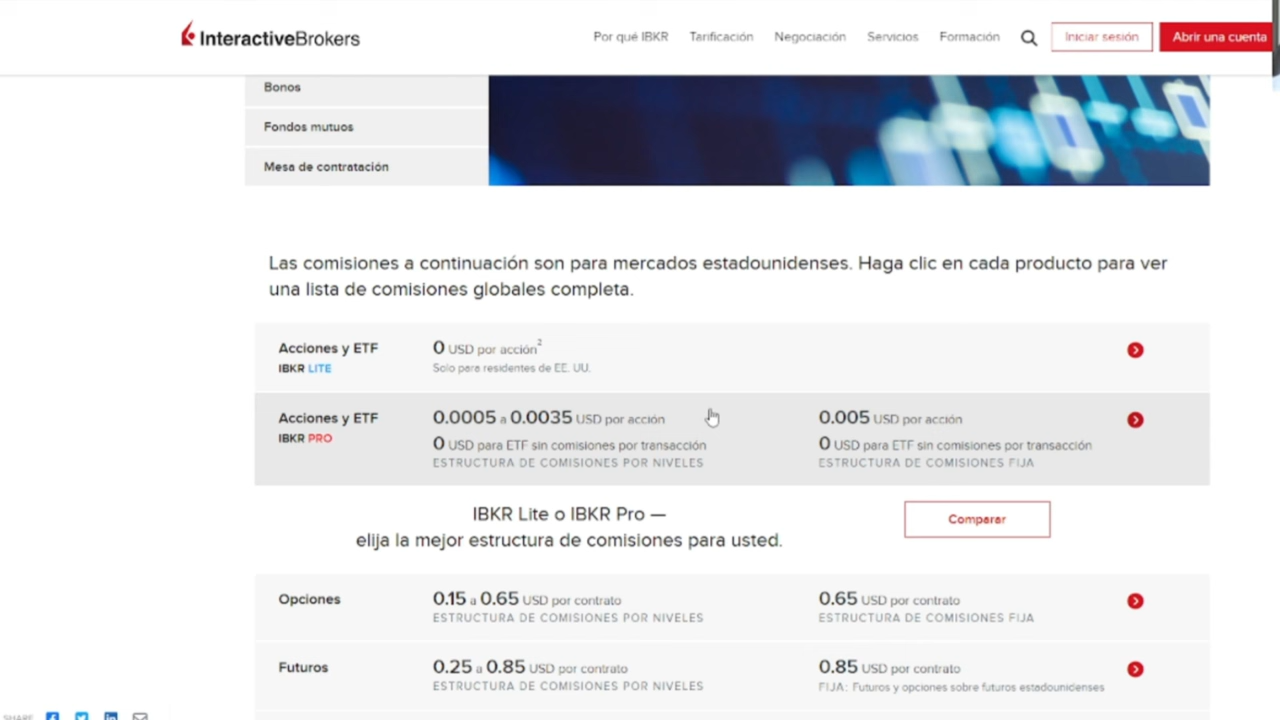 InteractiveBrokers
Por qué IBKR Tarificación Negociación Servicios Formación Iniciar sesión Abrir una cuenta
Bonos
Fondos mutuos
Mesa de contratación
Las comisiones a continuación son para mercados estadounidenses. Haga clic en cada producto para ver
una lista de comisiones globales completa.
Acciones y ETF
IBKR LITE
0 USD por acción²
Solo para residentes de EE. UU.
Acciones y ETF
IBKR PRO
0.0005 a 0.0035 USD por acción
0 USD para ETF sin comisiones por transacción
ESTRUCTURA DE COMISIONES POR NIVELES
0.005 USD por acción
0 USD para ETF sin comisiones por transacción
ESTRUCTURA DE COMISIONES FIJA
IBKR Lite o IBKR Pro —
elija la mejor estructura de comisiones para usted.
Comparar
Opciones
0.15 a 0.65 USD por contrato
ESTRUCTURA DE COMISIONES POR NIVELES
0.65 USD por contrato
ESTRUCTURA DE COMISIONES FIJA
Futuros
0.25 a 0.85 USD por contrato
ESTRUCTURA DE COMISIONES POR NIVELES
0.85 USD por contrato
FIJA: Futuros y opciones sobre futuros estadounidenses
SHARE